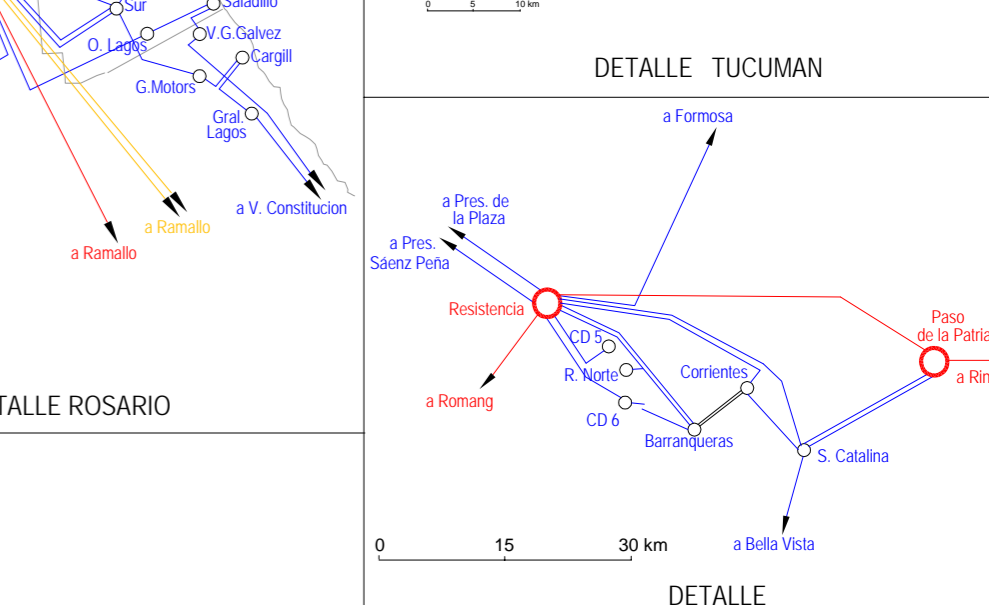 Sur
Saladillo
O. Lagos
V.G.Galvez
Cargill
G.Motors
Gral.
Lagos
a V. Constitucion
a Ramallo
a Ramallo
TALLE ROSARIO
0 5 10 km
DETALLE TUCUMAN
a Formosa
a Pres. de
la Plaza
a Pres.
Sáenz Peña
Resistencia
Paso
de la Patria
CD 5
R. Norte
Corrientes
a Rin
a Romang
CD 6
Barranqueras
S. Catalina
a Bella Vista
0 15 30 km
DETALLE